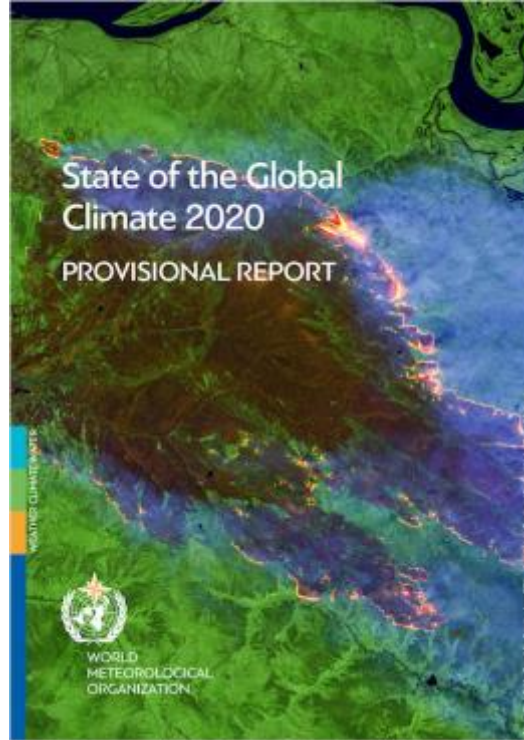 State of the Global
Climate 2020
PROVISIONAL REPORT
WEATHER CLIMATE WATER
WORLD
METEOROLOGICAL
ORGANIZATION